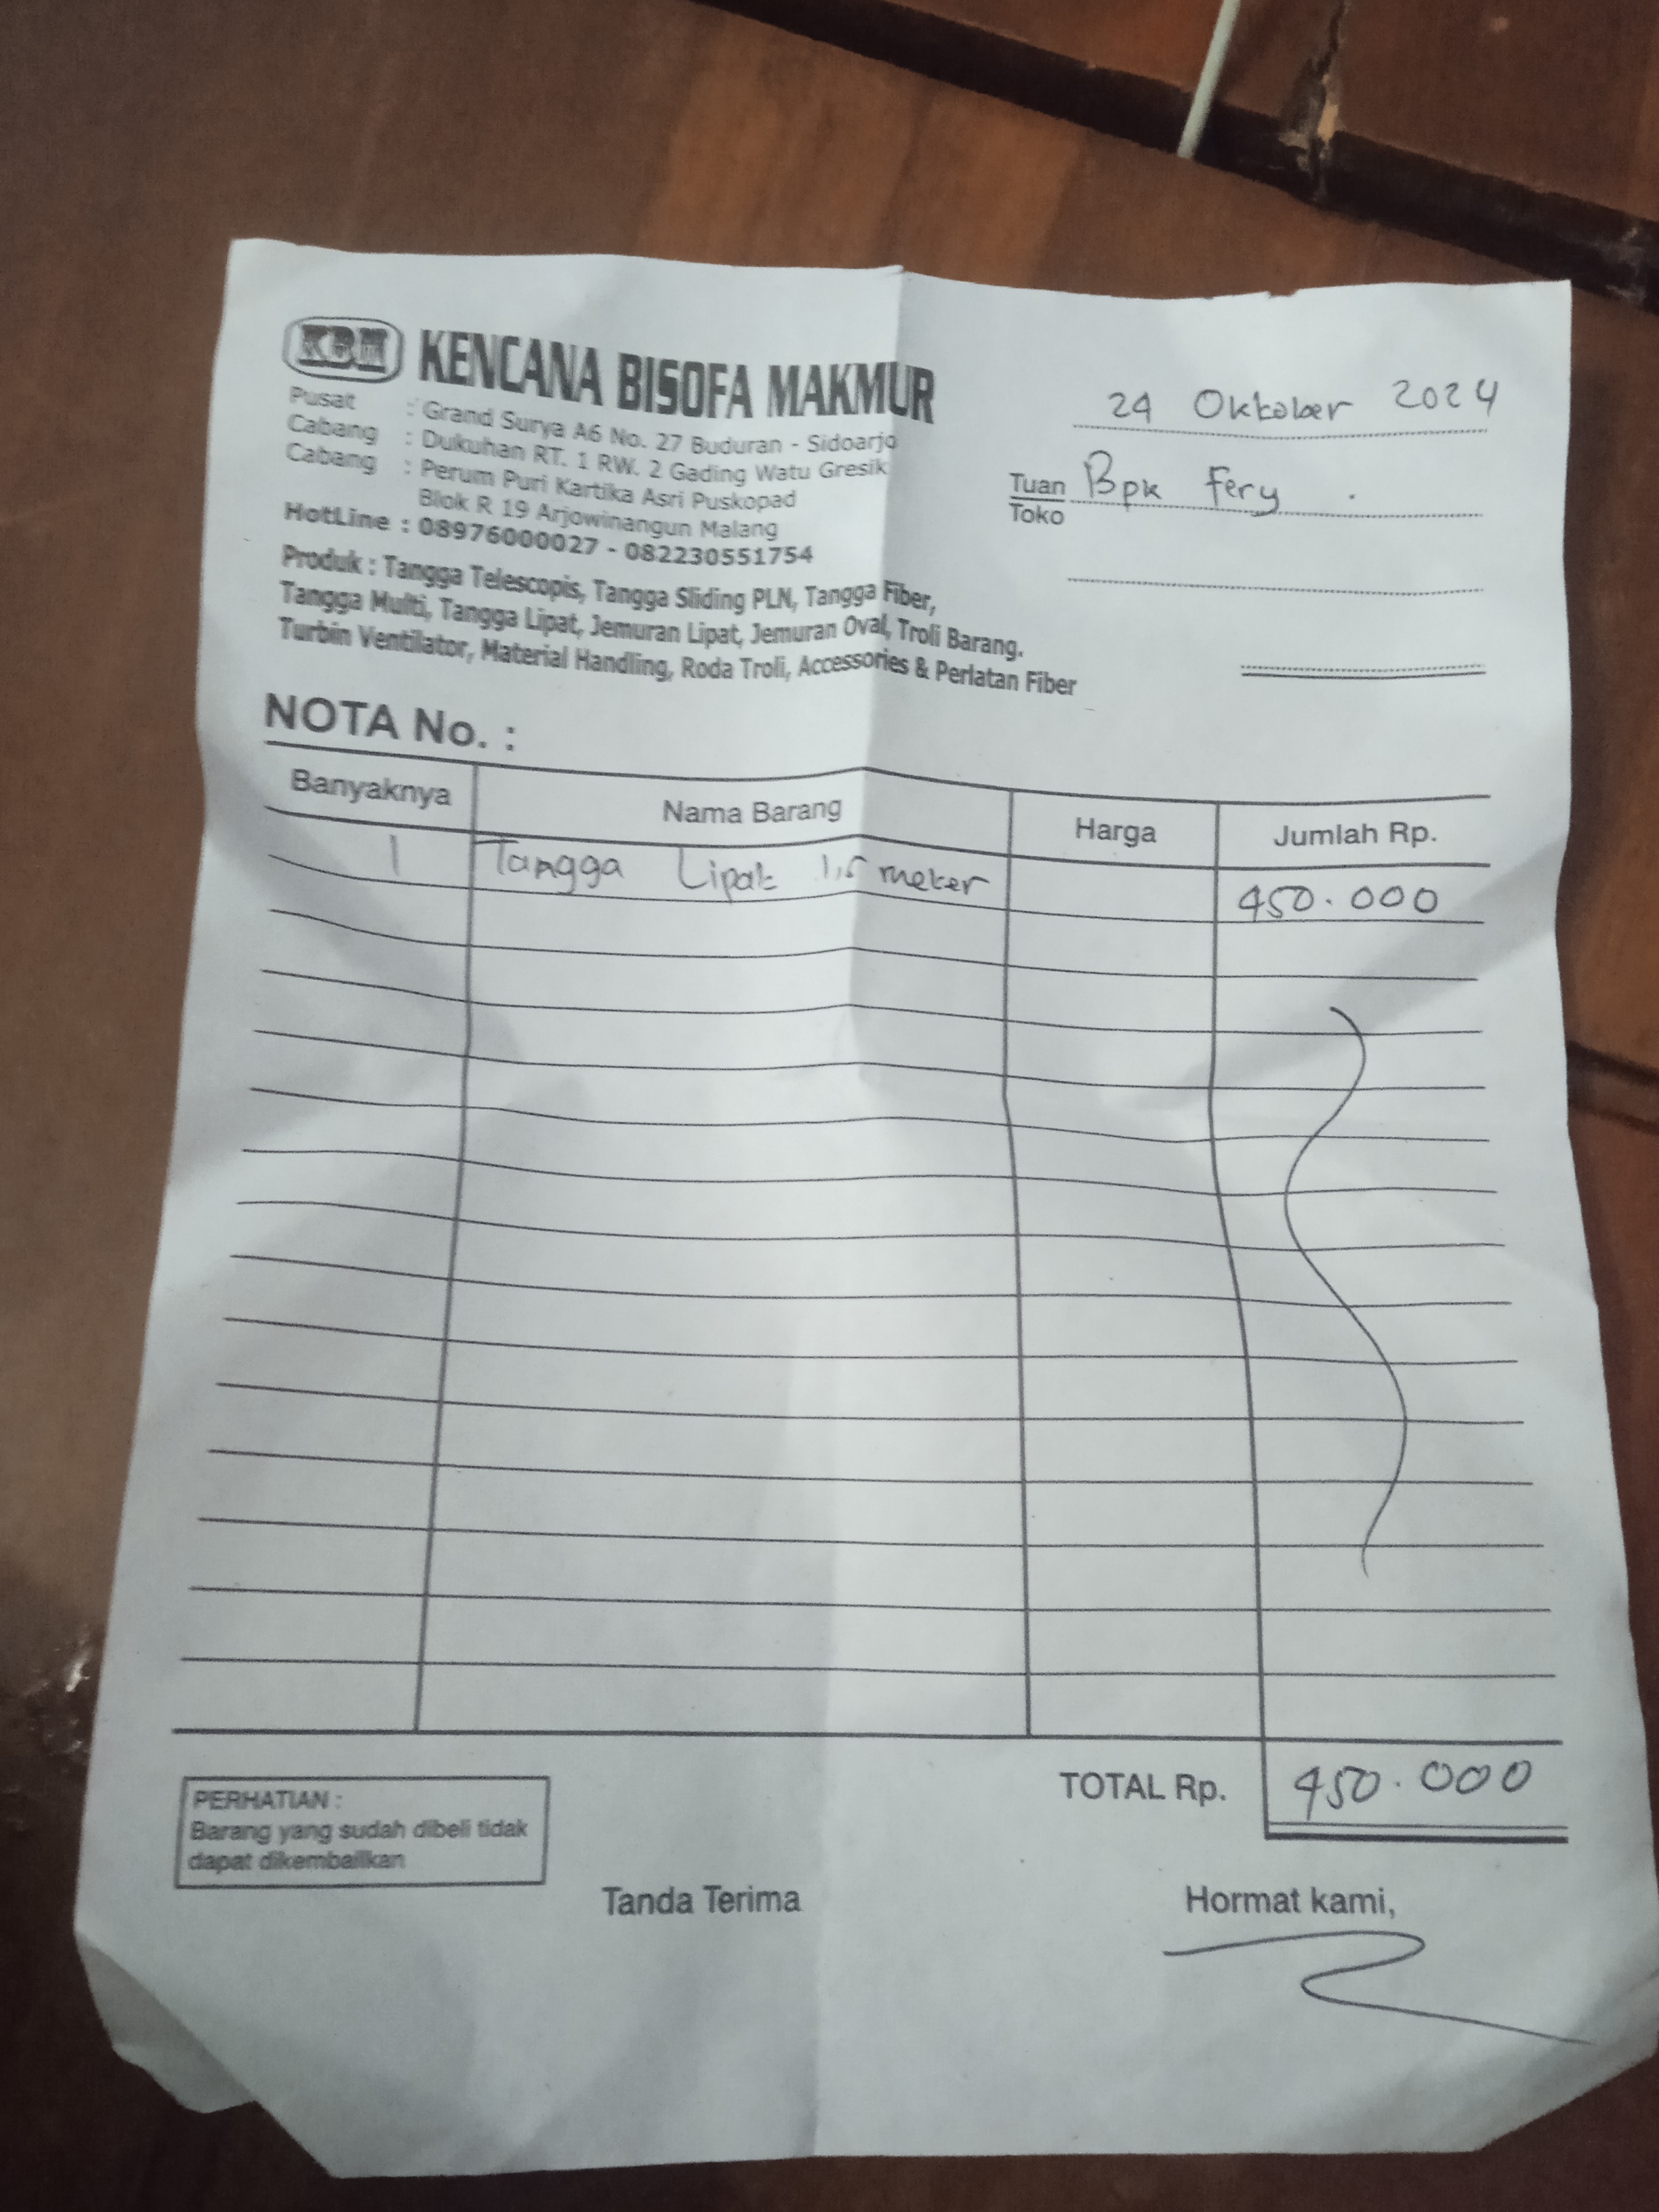 KBM KENCANA BISOFA MAKMUR
Pusat : Grand Surya A6 No. 27 Buduran - Sidoarjo
Cabang : Dukuhan RT. 1 RW. 2 Gading Watu Gresik
Cabang : Perum Puri Kartika Asri Puskopad
Blok R 19 Arjowinangun Malang
HotLine : 08976000027 - 082230551754
Produk : Tangga Telescopis, Tangga Sliding PLN, Tangga Fiber,
Tangga Multi, Tangga Lipat, Jemuran Lipat, Jemuran Oval, Troli Barang.
Turbin Ventilator, Material Handling, Roda Troli, Accessories & Perlatan Fiber
24 Oktober 2024
Tuan Bpk Fery
Toko
NOTA No. :
Banyaknya Nama Barang Harga Jumlah Rp.
1 Tangga Lipat 1,5 meter 450.000
TOTAL Rp. 450.000
PERHATIAN :
Barang yang sudah dibeli tidak
dapat dikembalikan
Tanda Terima Hormat kami,